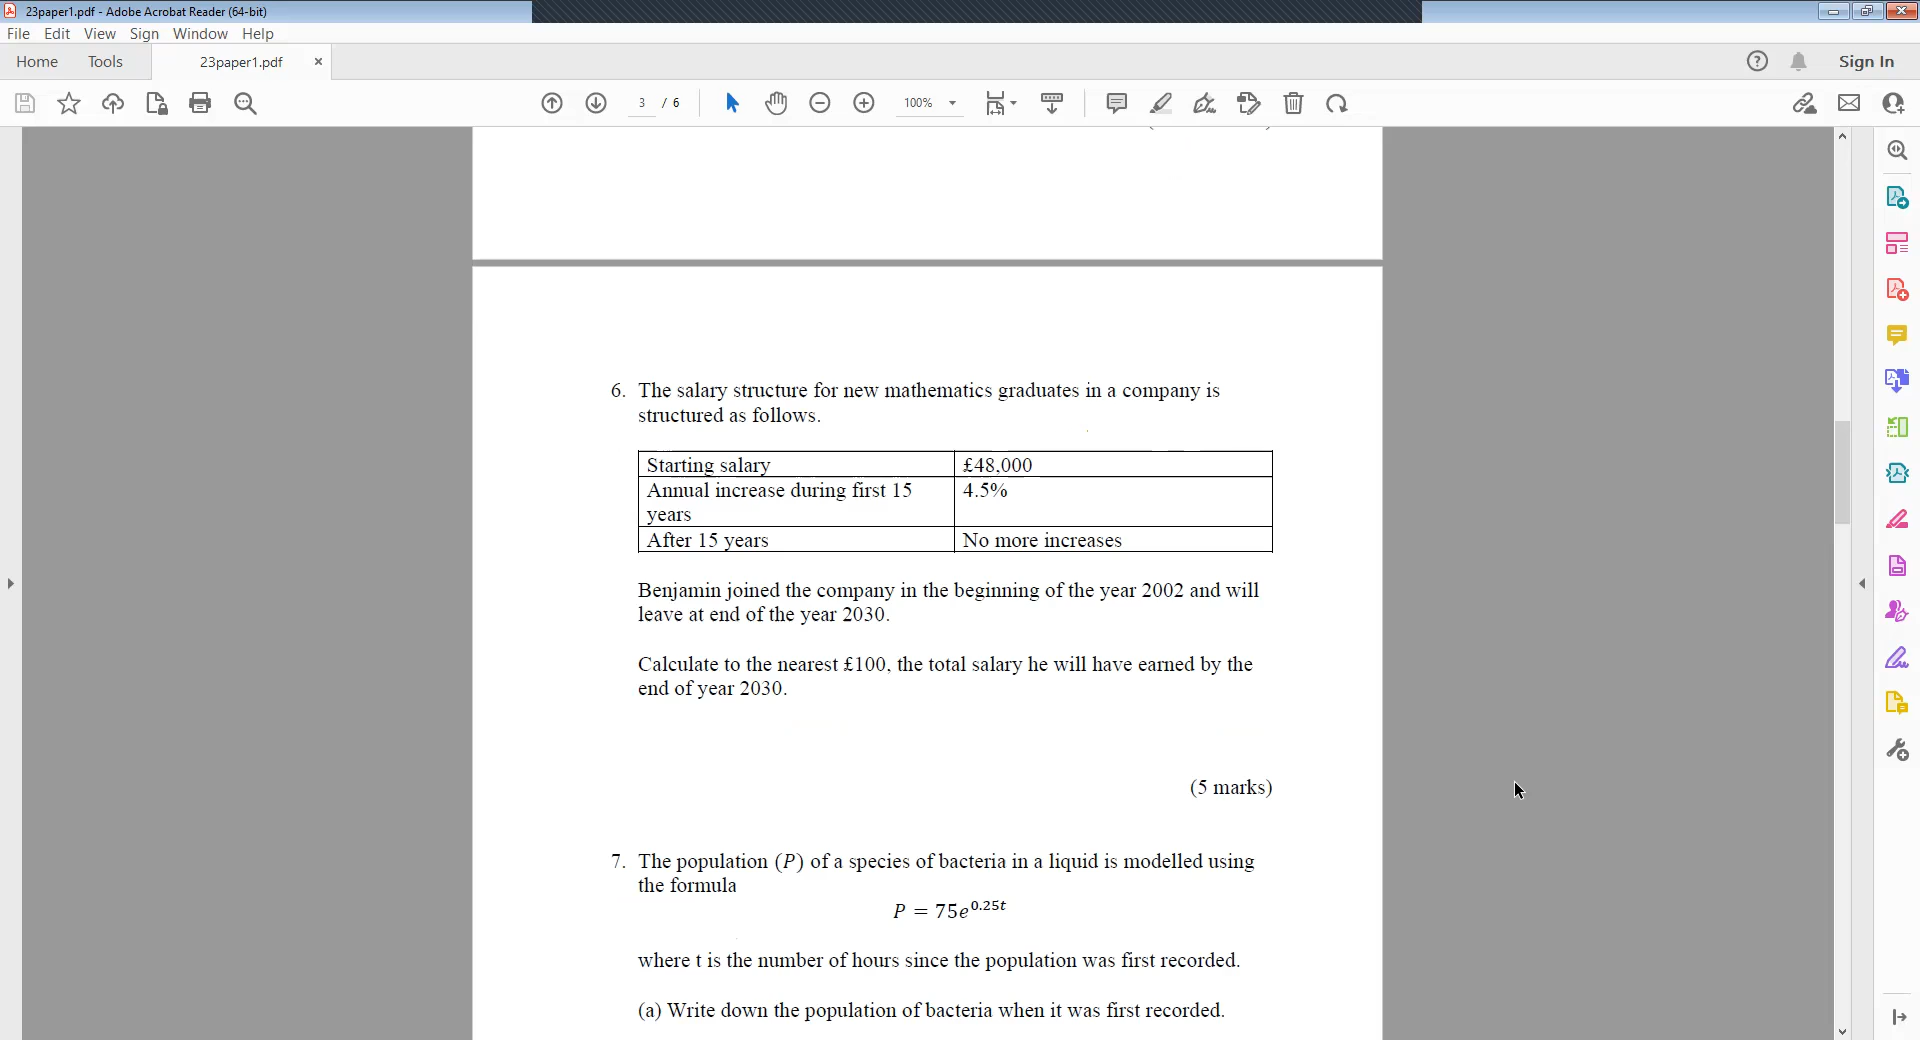 23paper1.pdf - Adobe Acrobat Reader (64-bit)
File Edit View Sign Window Help
Home Tools 23paper1.pdf × Sign In
3 / 6 100%
6. The salary structure for new mathematics graduates in a company is
structured as follows.
Starting salary £48,000
Annual increase during first 15 4.5%
years
After 15 years No more increases
Benjamin joined the company in the beginning of the year 2002 and will
leave at end of the year 2030.
Calculate to the nearest £100, the total salary he will have earned by the
end of year 2030.
(5 marks)
7. The population (P) of a species of bacteria in a liquid is modelled using
the formula
P = 75e^0.25t
where t is the number of hours since the population was first recorded.
(a) Write down the population of bacteria when it was first recorded.